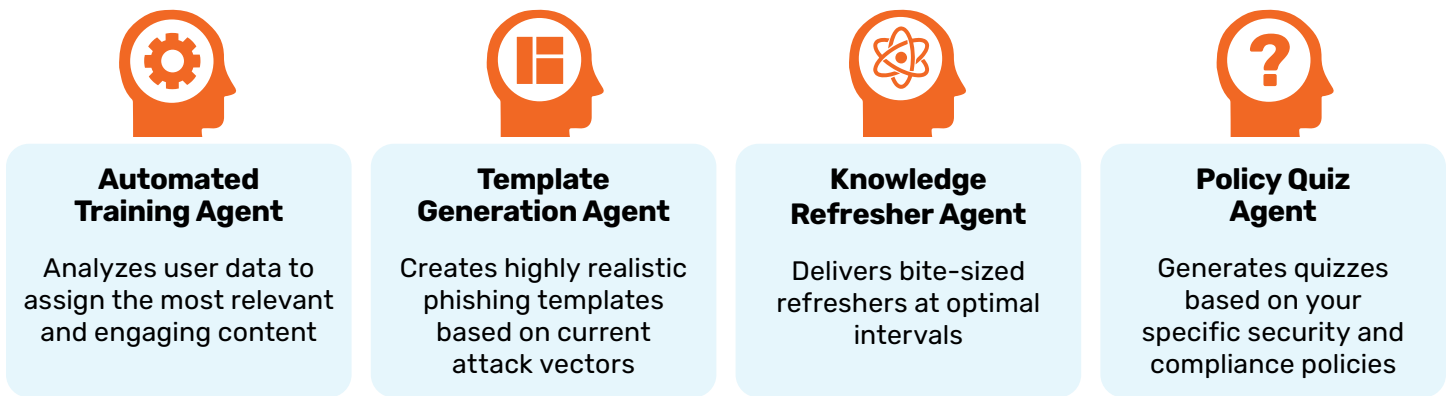 Automated
Training Agent
Analyzes user data to
assign the most relevant
and engaging content
Template
Generation Agent
Creates highly realistic
phishing templates
based on current
attack vectors
Knowledge
Refresher Agent
Delivers bite-sized
refreshers at optimal
intervals
Policy Quiz
Agent
Generates quizzes
based on your
specific security and
compliance policies